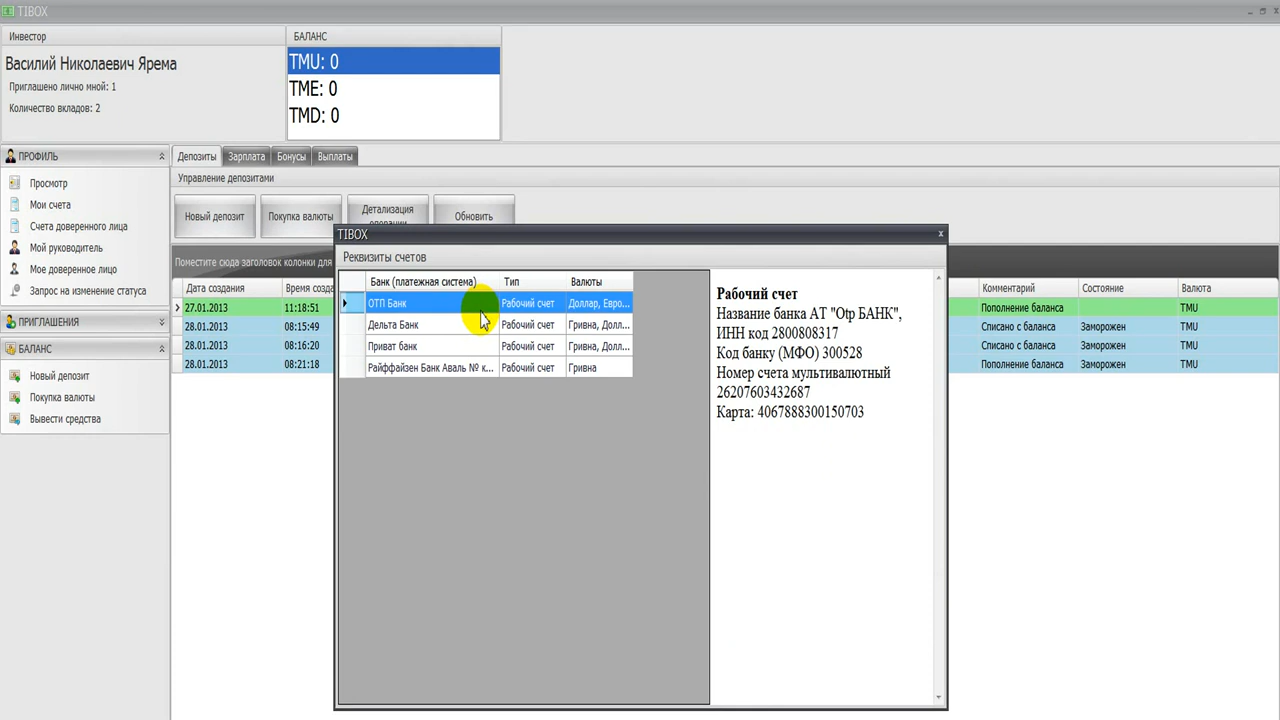 TIBOX
Инвестор
Василий Николаевич Ярема
Приглашено лично мной: 1
Количество вкладов: 2
БАЛАНС
TMU: 0
TME: 0
TMD: 0
ПРОФИЛЬ
Просмотр
Мои счета
Счета доверенного лица
Мой руководитель
Мое доверенное лицо
Запрос на изменение статуса
ПРИГЛАШЕНИЯ
БАЛАНС
Новый депозит
Покупка валюты
Вывести средства
Депозиты Зарплата Бонусы Выплаты
Управление депозитами
Новый депозит Покупка валюты Детализация Обновить
Поместите сюда заголовок колонки для
Дата создания Время созда Комментарий Состояние Валюта
27.01.2013 11:18:51 Пополнение баланса TMU
28.01.2013 08:15:49 Списано с баланса Заморожен TMU
28.01.2013 08:16:20 Списано с баланса Заморожен TMU
28.01.2013 08:21:18 Пополнение баланса Заморожен TMU
TIBOX x
Реквизиты счетов
Банк (платежная система) Тип Валюты
ОТП Банк Рабочий счет Доллар, Евро...
Дельта Банк Рабочий счет Гривна, Долл...
Приват банк Рабочий счет Гривна, Долл...
Райффайзен Банк Аваль № к... Рабочий счет Гривна
Рабочий счет
Название банка АТ "Otp БАНК",
ИНН код 2800808317
Код банку (МФО) 300528
Номер счета мультивалютный
26207603432687
Карта: 4067888300150703